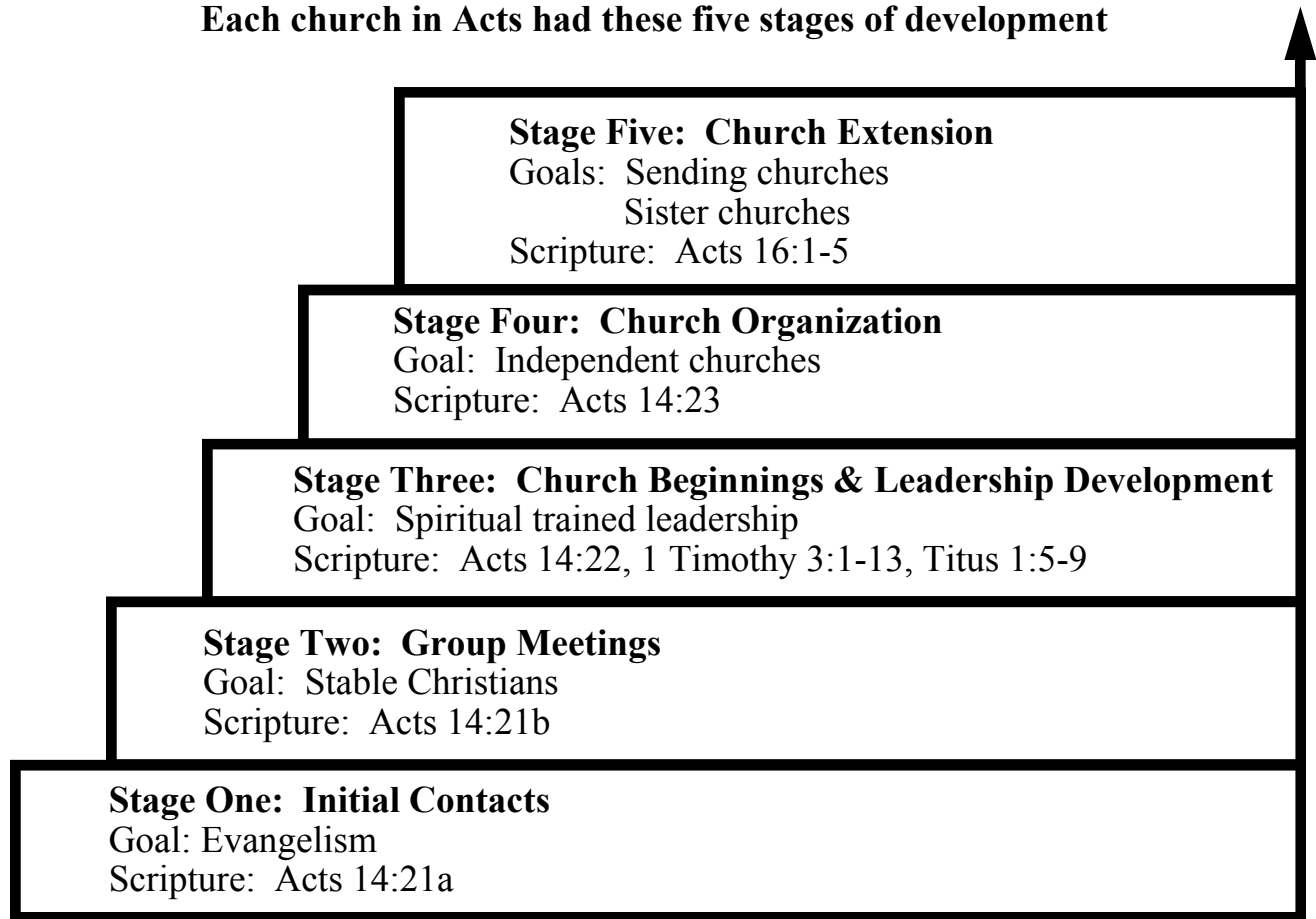 Each church in Acts had these five stages of development
Stage Five:  Church Extension
Goals:  Sending churches
Sister churches
Scripture:  Acts 16:1-5
Stage Four:  Church Organization
Goal:  Independent churches
Scripture:  Acts 14:23
Stage Three:  Church Beginnings & Leadership Development
Goal:  Spiritual trained leadership
Scripture:  Acts 14:22, 1 Timothy 3:1-13, Titus 1:5-9
Stage Two:  Group Meetings
Goal:  Stable Christians
Scripture:  Acts 14:21b
Stage One:  Initial Contacts
Goal: Evangelism
Scripture:  Acts 14:21a